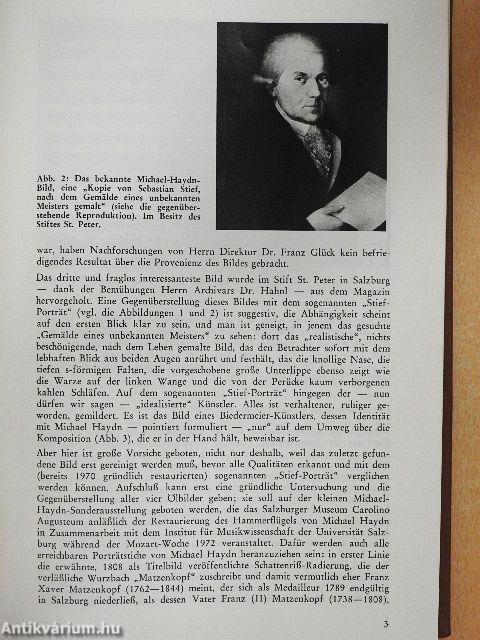 Abb. 2: Das bekannte Michael-Haydn-
Bild, eine „Kopie von Sebastian Stief,
nach dem Gemälde eines unbekannten
Meisters gemalt“ (siehe die gegenüber-
stehende Reproduktion). Im Besitz des
Stiftes St. Peter.
war, haben Nachforschungen von Herrn Direktor Dr. Franz Glück kein befrie-
digendes Resultat über die Provenienz des Bildes gebracht.
Das dritte und fraglos interessanteste Bild wurde im Stift St. Peter in Salzburg
— dank der Bemühungen Herrn Archivars Dr. Hahnl — aus dem Magazin
hervorgeholt. Eine Gegenüberstellung dieses Bildes mit dem sogenannten „Stief-
Porträt“ (vgl. die Abbildungen 1 und 2) ist suggestiv, die Abhängigkeit scheint
auf den ersten Blick klar zu sein, und man ist geneigt, in jenem das gesuchte
„Gemälde eines unbekannten Meisters“ zu sehen: dort das „realistische“, nichts
beschönigende, nach dem Leben gemalte Bild, das den Betrachter sofort mit dem
lebhaften Blick aus beiden Augen anrührt und festhält, das die knollige Nase, die
tiefen s-förmigen Falten, die vorgeschobene große Unterlippe ebenso zeigt wie
die Warze auf der linken Wange und die von der Perücke kaum verborgenen
kahlen Schläfen. Auf dem sogenannten „Stief-Porträt“ hingegen der — nun
dürfen wir sagen — „idealisierte“ Künstler. Alles ist verhaltener, ruhiger ge-
worden, gemildert. Es ist das Bild eines Biedermeier-Künstlers, dessen Identität
mit Michael Haydn — pointiert formuliert — „nur“ auf dem Umweg über die
Komposition (Abb. 3), die er in der Hand hält, beweisbar ist.
Aber hier ist große Vorsicht geboten, nicht nur deshalb, weil das zuletzt gefun-
dene Bild erst gereinigt werden muß, bevor alle Qualitäten erkannt und mit dem
(bereits 1970 gründlich restaurierten) sogenannten „Stief-Porträt“ verglichen
werden können. Aufschluß kann erst eine gründliche Untersuchung und die
Gegenüberstellung aller vier Ölbilder geben; sie soll auf der kleinen Michael-
Haydn-Sonderausstellung geboten werden, die das Salzburger Museum Carolino
Augusteum anläßlich der Restaurierung des Hammerflügels von Michael Haydn
in Zusammenarbeit mit dem Institut für Musikwissenschaft der Universität Salz-
burg während der Mozart-Woche 1972 veranstaltet. Dafür werden auch alle
erreichbaren Porträtstiche von Michael Haydn heranzuziehen sein: in erster Linie
die erwähnte, 1808 als Titelbild veröffentlichte Schattenriß-Radierung, die der
verläßliche Wurzbach „Matzenkopf“ zuschreibt und damit vermutlich eher Franz
Xaver Matzenkopf (1762—1844) meint, der sich als Medailleur 1789 endgültig
in Salzburg niederließ, als dessen Vater Franz (II) Matzenkopf (1738—1808),
3
Antikvárium.hu